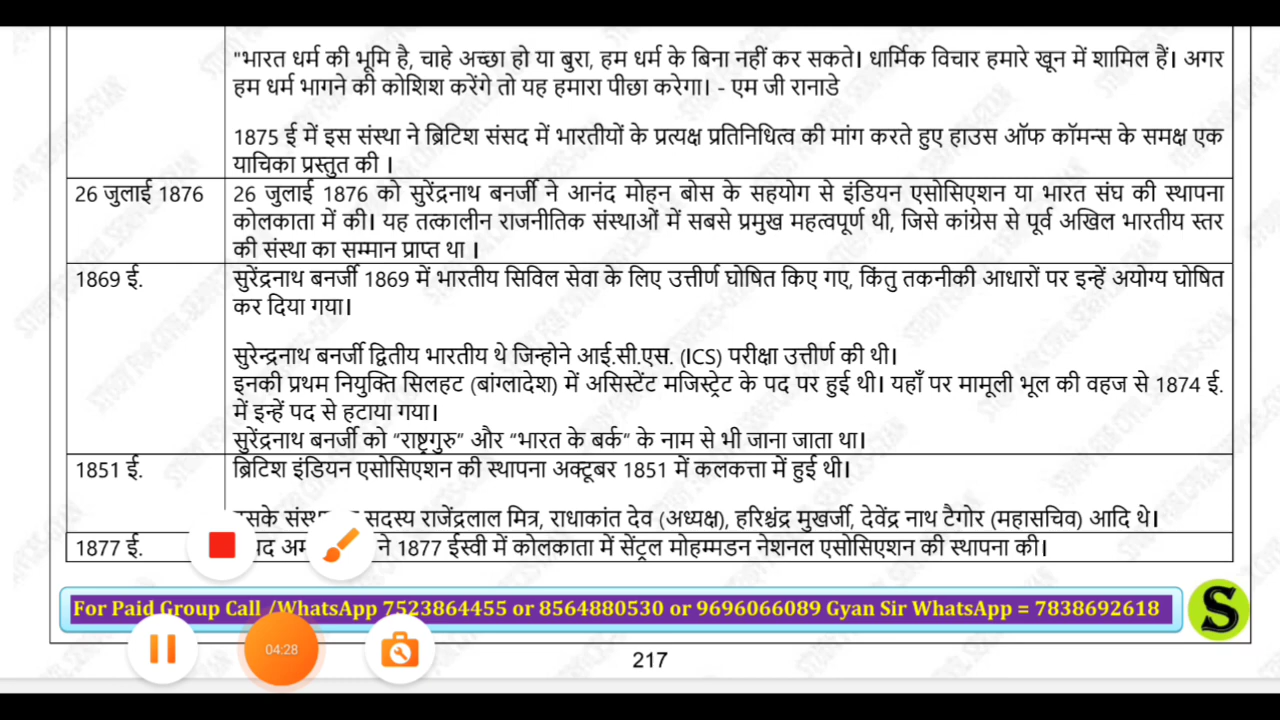 "भारत धर्म की भूमि है, चाहे अच्छा हो या बुरा, हम धर्म के बिना नहीं कर सकते। धार्मिक विचार हमारे खून में शामिल हैं। अगर
हम धर्म भागने की कोशिश करेंगे तो यह हमारा पीछा करेगा। - एम जी रानाडे
1875 ई में इस संस्था ने ब्रिटिश संसद में भारतीयों के प्रत्यक्ष प्रतिनिधित्व की मांग करते हुए हाउस ऑफ कॉमन्स के समक्ष एक
याचिका प्रस्तुत की ।
26 जुलाई 1876 26 जुलाई 1876 को सुरेंद्रनाथ बनर्जी ने आनंद मोहन बोस के सहयोग से इंडियन एसोसिएशन या भारत संघ की स्थापना
कोलकाता में की। यह तत्कालीन राजनीतिक संस्थाओं में सबसे प्रमुख महत्वपूर्ण थी, जिसे कांग्रेस से पूर्व अखिल भारतीय स्तर
की संस्था का सम्मान प्राप्त था ।
1869 ई. सुरेंद्रनाथ बनर्जी 1869 में भारतीय सिविल सेवा के लिए उत्तीर्ण घोषित किए गए, किंतु तकनीकी आधारों पर इन्हें अयोग्य घोषित
कर दिया गया।
सुरेन्द्रनाथ बनर्जी द्वितीय भारतीय थे जिन्होने आई.सी.एस. (ICS) परीक्षा उत्तीर्ण की थी।
इनकी प्रथम नियुक्ति सिलहट (बांग्लादेश) में असिस्टेंट मजिस्ट्रेट के पद पर हुई थी। यहाँ पर मामूली भूल की वहज से 1874 ई.
में इन्हें पद से हटाया गया।
सुरेंद्रनाथ बनर्जी को “राष्ट्रगुरु” और “भारत के बर्क” के नाम से भी जाना जाता था।
1851 ई. ब्रिटिश इंडियन एसोसिएशन की स्थापना अक्टूबर 1851 में कलकत्ता में हुई थी।
सदस्य राजेंद्रलाल मित्र, राधाकांत देव (अध्यक्ष), हरिश्चंद्र मुखर्जी, देवेंद्र नाथ टैगोर (महासचिव) आदि थे।
1877 ई. ने 1877 ईस्वी में कोलकाता में सेंट्रल मोहम्मडन नेशनल एसोसिएशन की स्थापना की।
For Paid Group Call /WhatsApp 7523864455 or 8564880530 or 9696066089 Gyan Sir WhatsApp = 7838692618
S
04:28
217